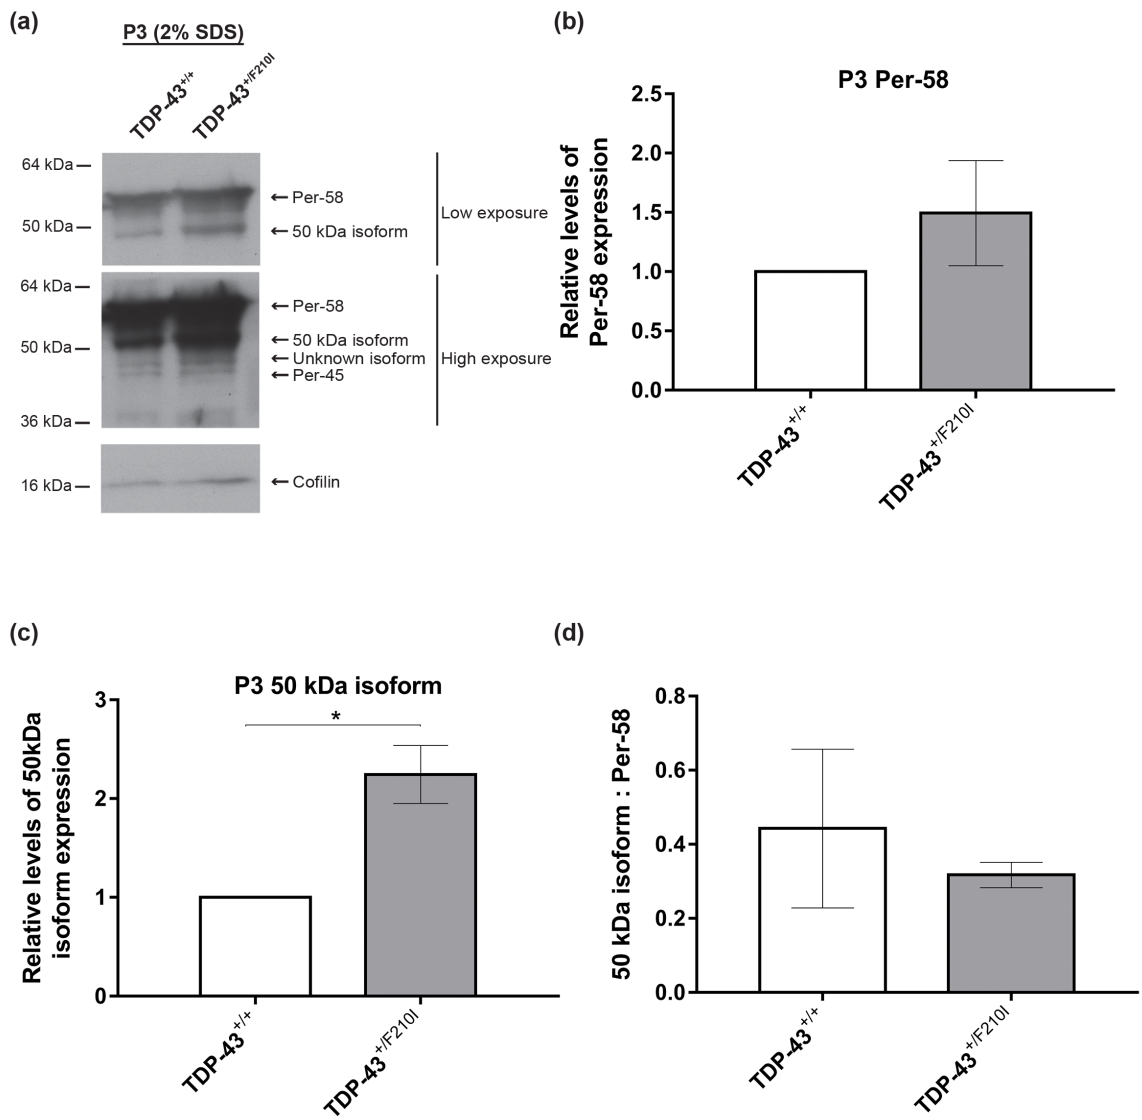 (a)
P3 (2% SDS)
TDP-43+/+
TDP-43+/F210I
64 kDa
Per-58
50 kDa
50 kDa isoform
Low exposure
64 kDa
Per-58
50 kDa isoform
50 kDa
Unknown isoform
High exposure
Per-45
36 kDa
16 kDa
Cofilin
(b)
P3 Per-58
Relative levels of
Per-58 expression
2.5
2.0
1.5
1.0
0.5
0.0
TDP-43+/+
TDP-43+/F210I
(c)
P3 50 kDa isoform
Relative levels of 50kDa
isoform expression
3
2
1
0
*
TDP-43+/+
TDP-43+/F210I
(d)
50 kDa isoform : Per-58
0.8
0.6
0.4
0.2
0.0
TDP-43+/+
TDP-43+/F210I